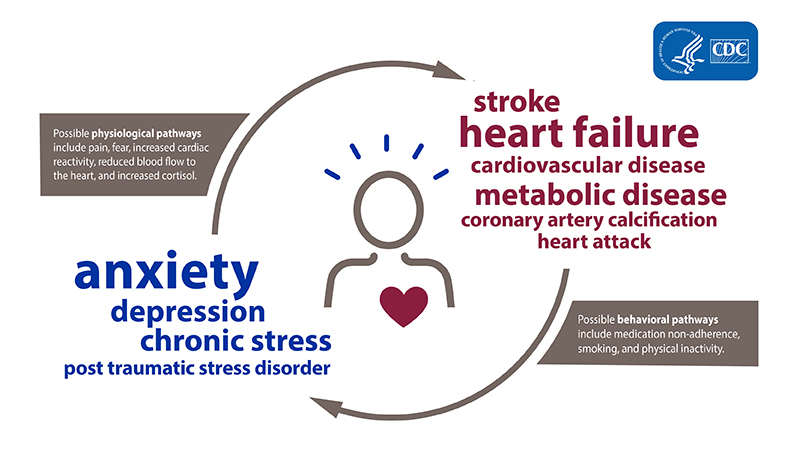 CDC
stroke
heart failure
cardiovascular disease
metabolic disease
coronary artery calcification
heart attack
Possible physiological pathways
include pain, fear, increased cardiac
reactivity, reduced blood flow to
the heart, and increased cortisol.
anxiety
depression
chronic stress
post traumatic stress disorder
Possible behavioral pathways
include medication non-adherence,
smoking, and physical inactivity.